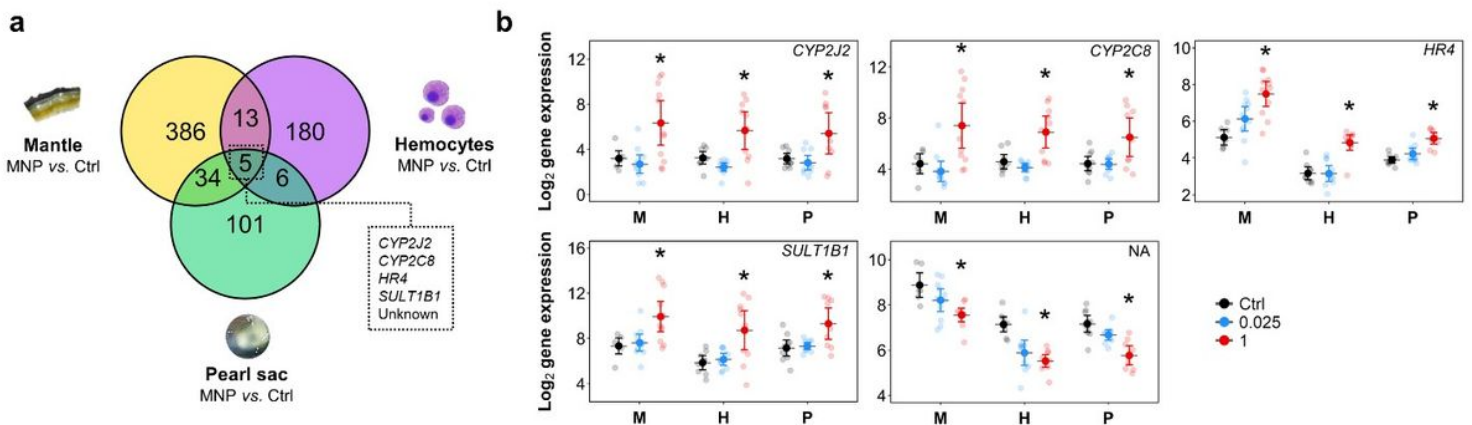 a
386
13
180
5
34
6
101
Mantle
MNP vs. Ctrl
Hemocytes
MNP vs. Ctrl
Pearl sac
MNP vs. Ctrl
CYP2J2
CYP2C8
HR4
SULT1B1
Unknown
b
Log2 gene expression
12
8
4
0
CYP2J2
*
*
*
M H P
12
8
4
CYP2C8
*
*
*
M H P
10
8
6
4
2
HR4
*
*
*
M H P
Log2 gene expression
16
12
8
4
SULT1B1
*
*
*
M H P
10
8
6
4
NA
*
*
*
M H P
Ctrl
0.025
1